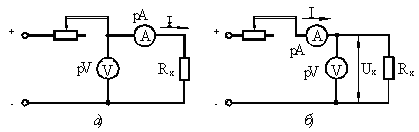 pA I
+
A
pV V
Rx
-
а)
I
+
A
pA
pV V
Ux
Rx
-
б)